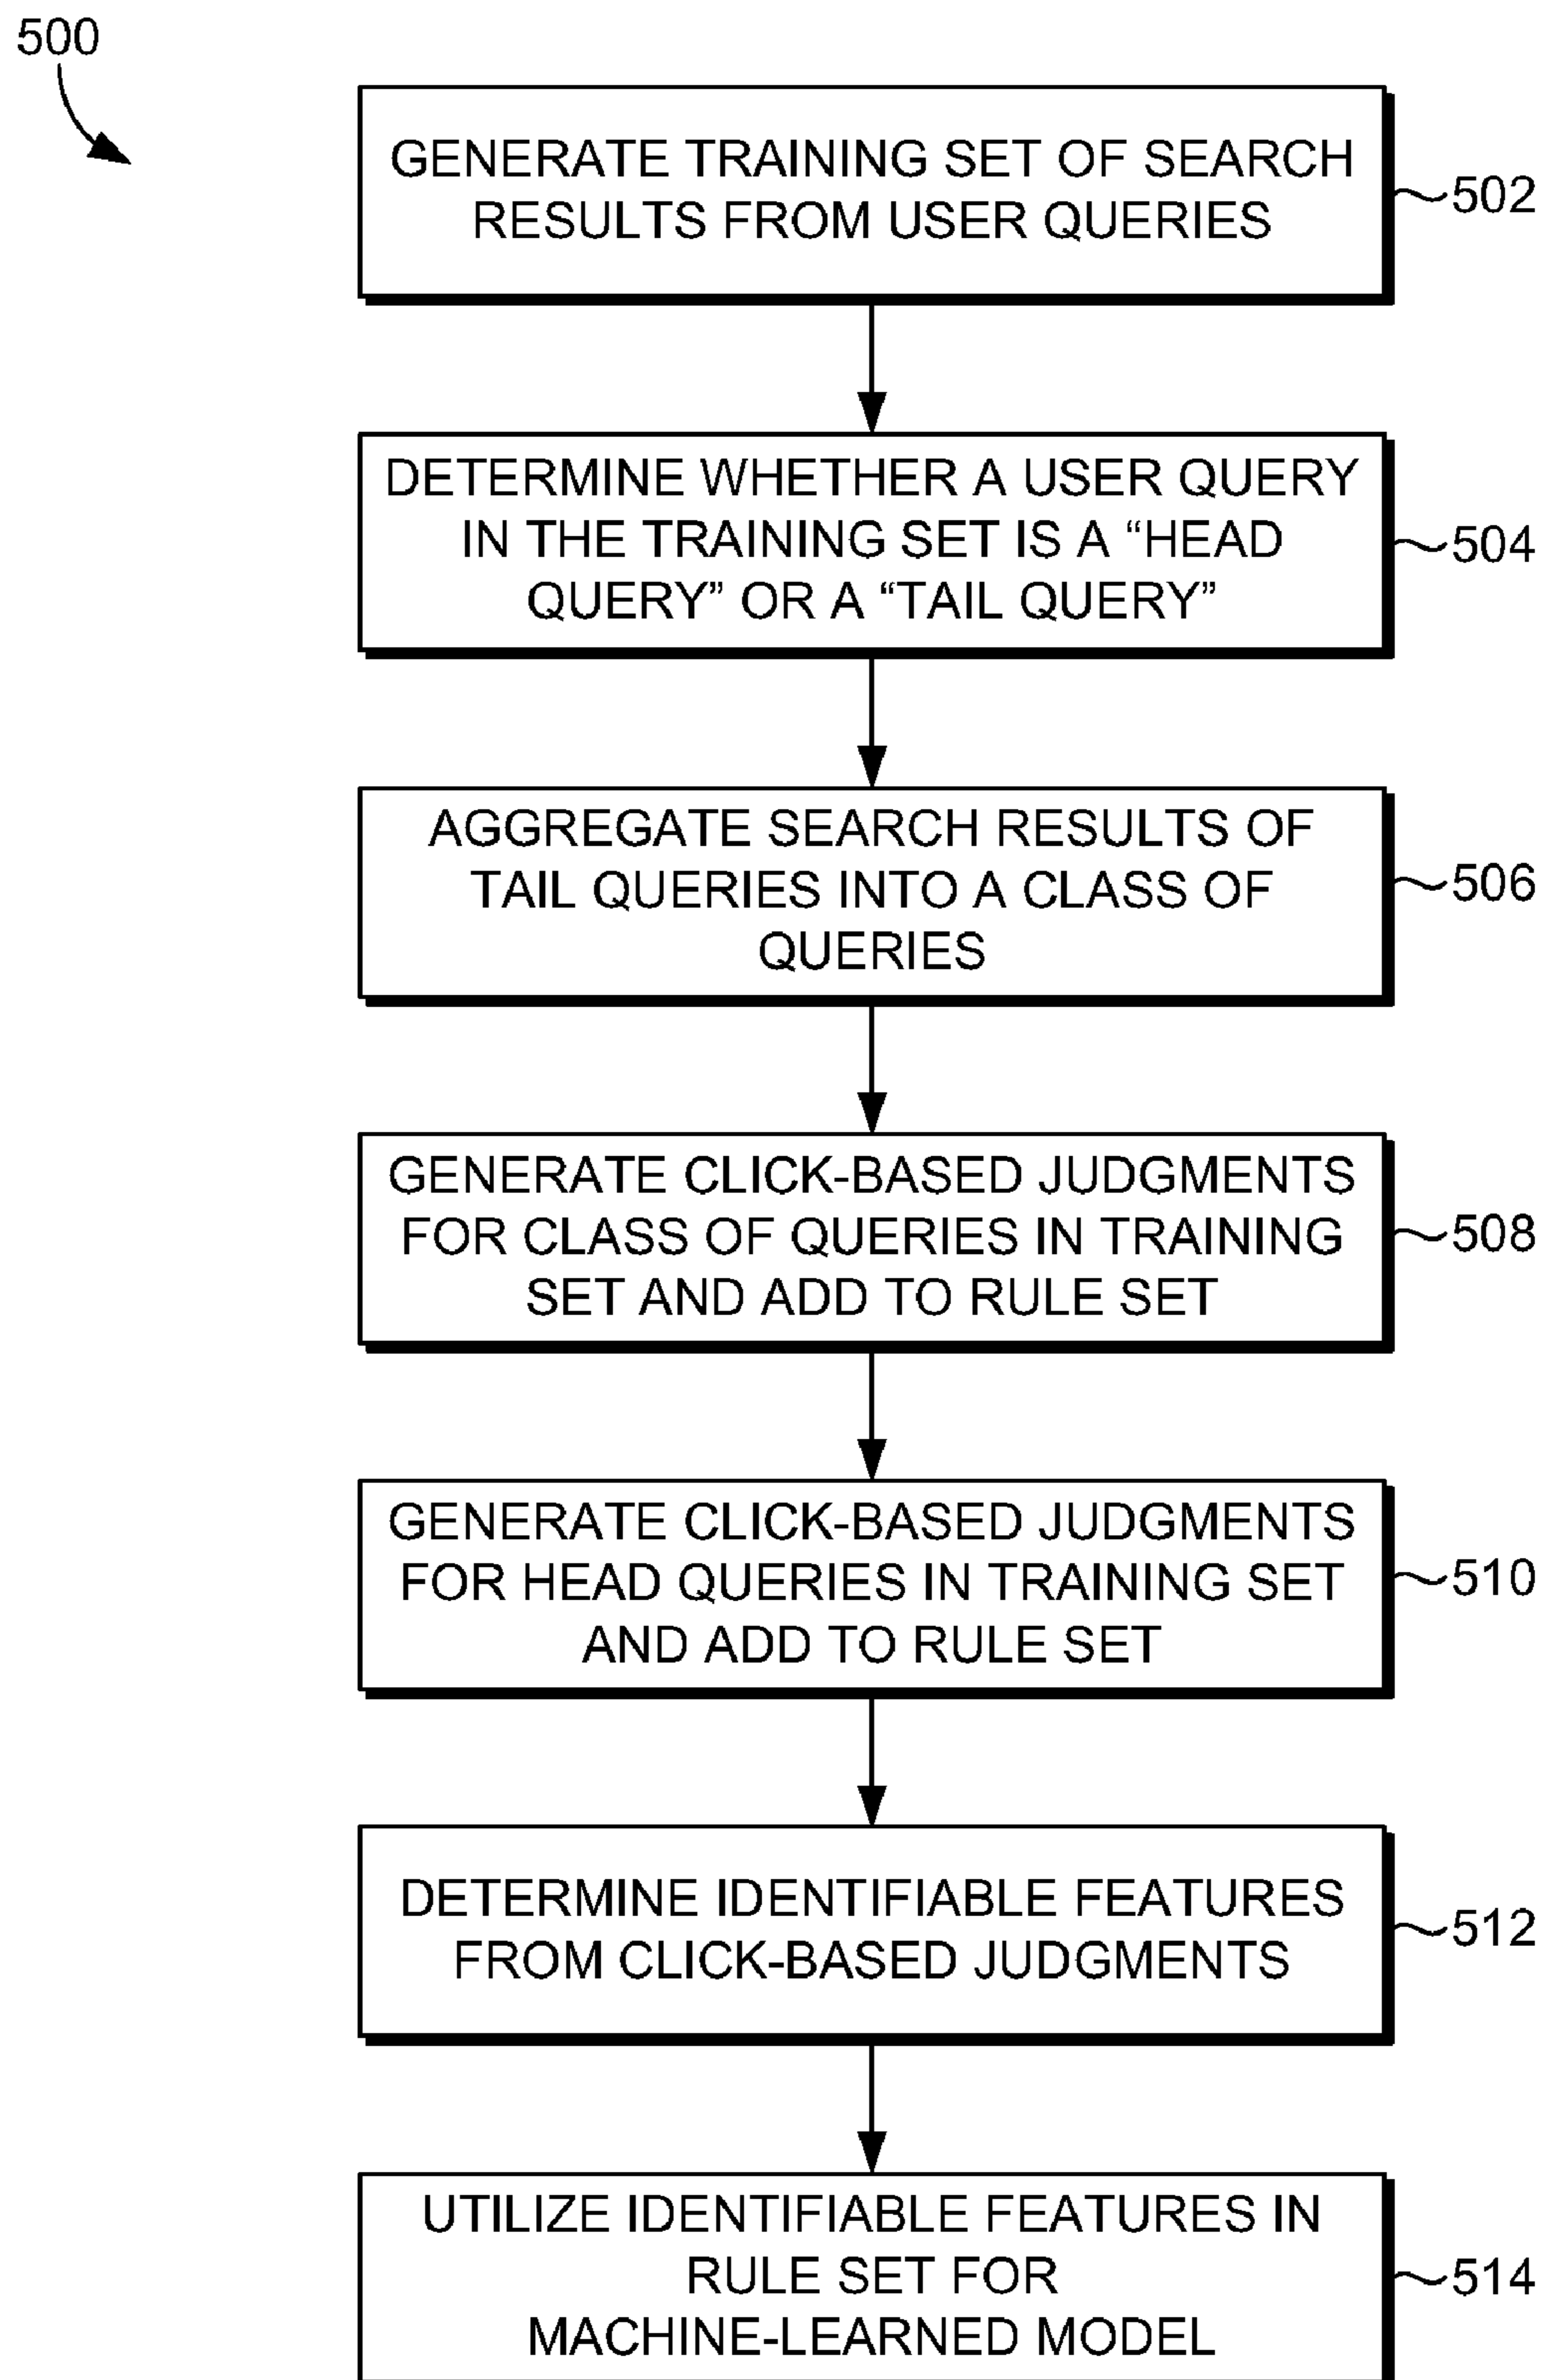 500
GENERATE TRAINING SET OF SEARCH
RESULTS FROM USER QUERIES
502
DETERMINE WHETHER A USER QUERY
IN THE TRAINING SET IS A “HEAD
QUERY” OR A “TAIL QUERY”
504
AGGREGATE SEARCH RESULTS OF
TAIL QUERIES INTO A CLASS OF
QUERIES
506
GENERATE CLICK-BASED JUDGMENTS
FOR CLASS OF QUERIES IN TRAINING
SET AND ADD TO RULE SET
508
GENERATE CLICK-BASED JUDGMENTS
FOR HEAD QUERIES IN TRAINING SET
AND ADD TO RULE SET
510
DETERMINE IDENTIFIABLE FEATURES
FROM CLICK-BASED JUDGMENTS
512
UTILIZE IDENTIFIABLE FEATURES IN
RULE SET FOR
MACHINE-LEARNED MODEL
514